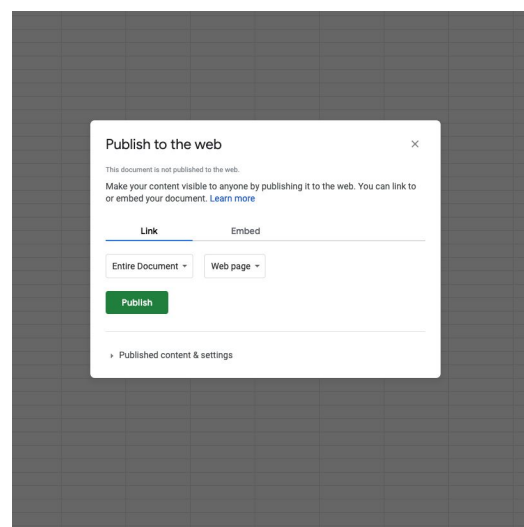 Publish to the web
This document is not published to the web.
Make your content visible to anyone by publishing it to the web. You can link to
or embed your document. Learn more
Link Embed
Entire Document Web page
Publish
Published content & settings